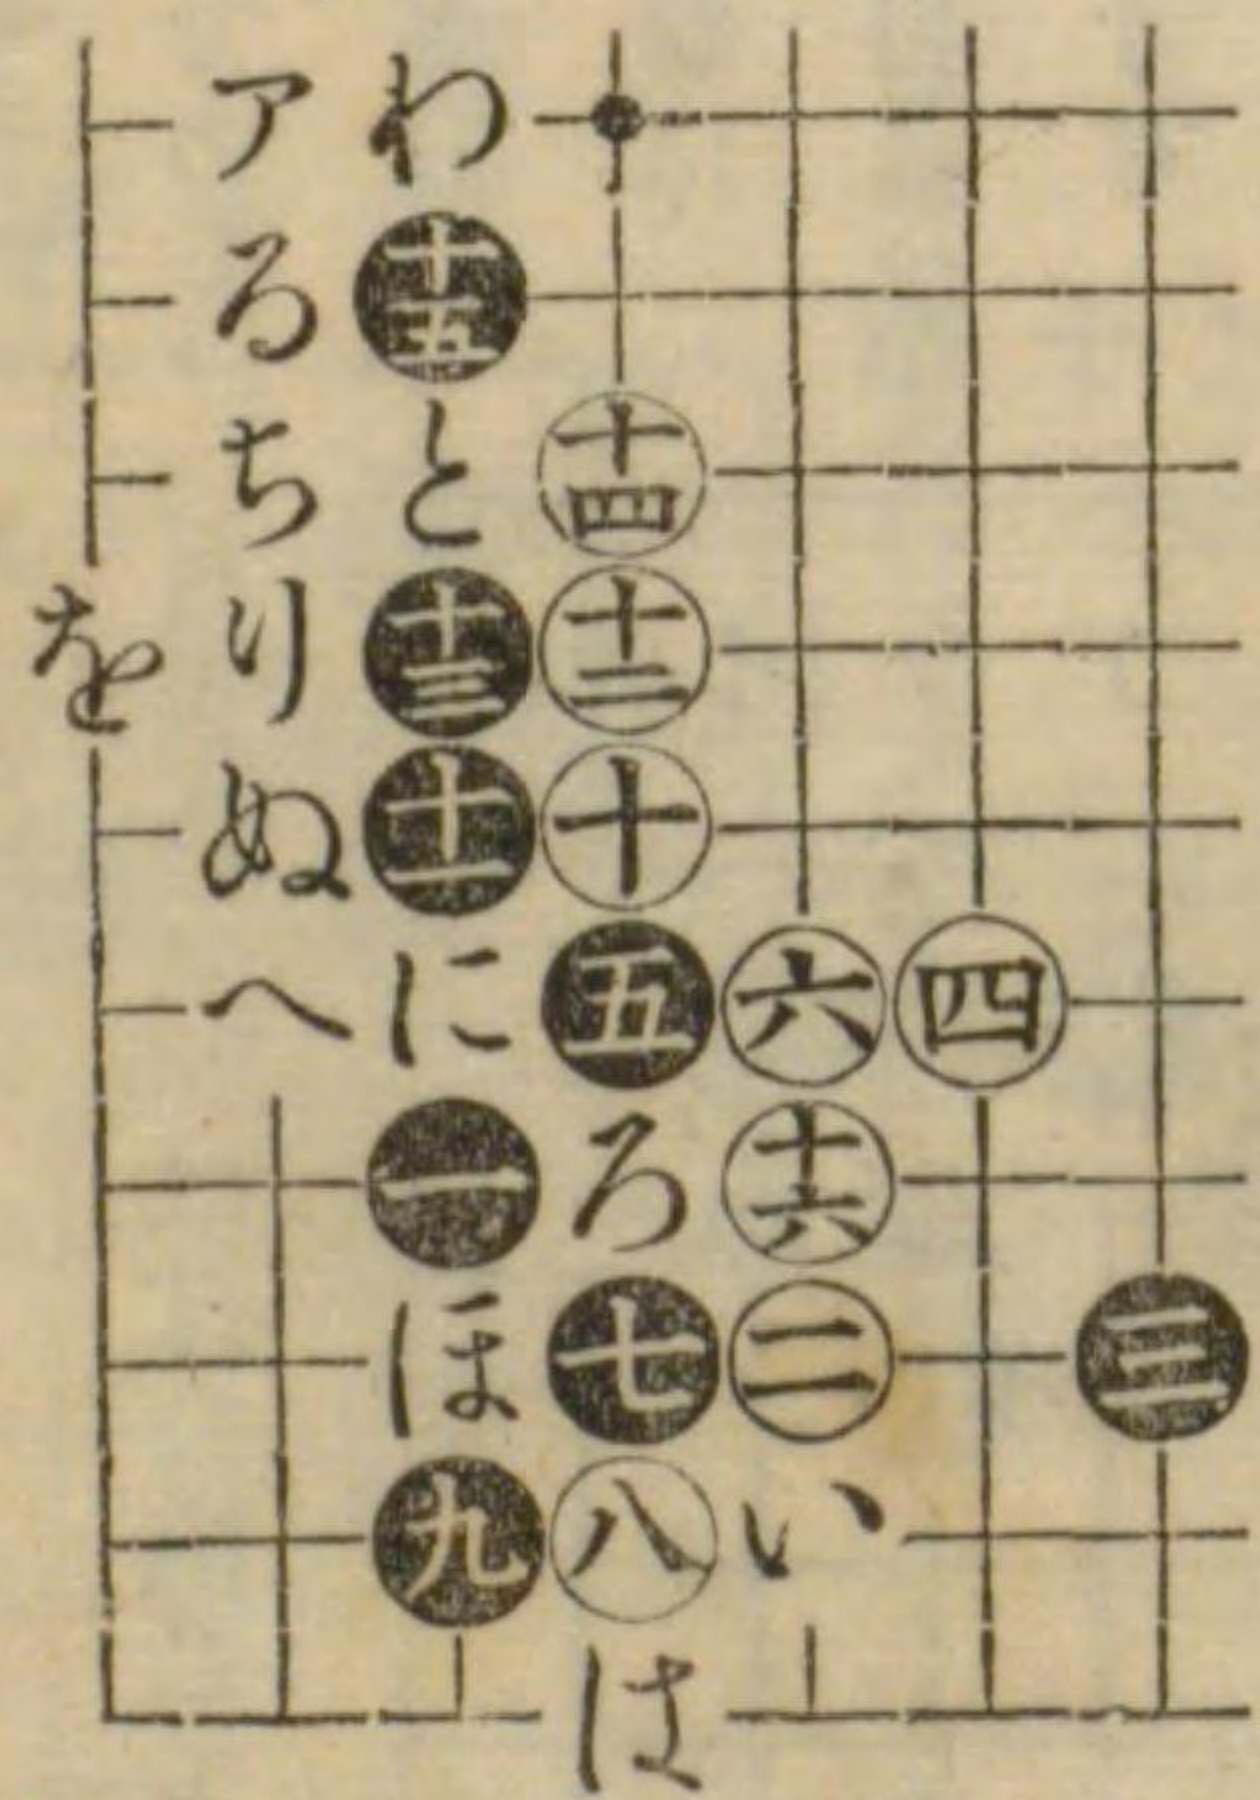 ア わ
る 十五
ち と 十四
を り 十三 十二
ぬ 十一 十
へ に 五 六 四
一 ろ 十六
ほ 七 二 三
九 八 い
は